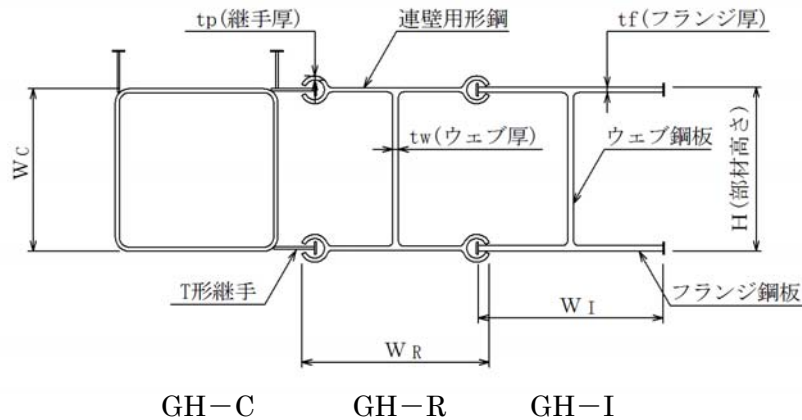 tp(継手厚)
連壁用形鋼
tf(フランジ厚)
WC
tw(ウェブ厚)
ウェブ鋼板
H(部材高さ)
T形継手
WI
フランジ鋼板
WR
GH-C GH-R GH-I